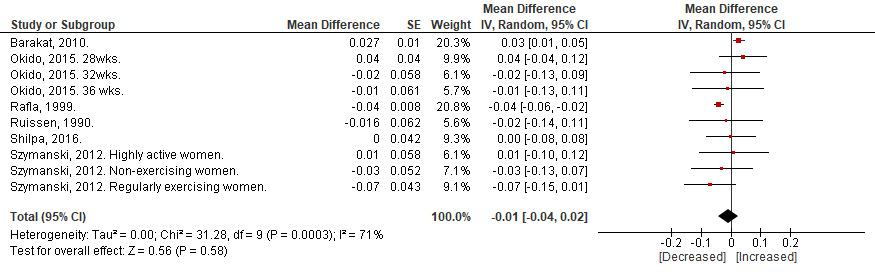 Mean Difference Mean Difference
Study or Subgroup Mean Difference SE Weight IV, Random, 95% CI IV, Random, 95% CI
Barakat, 2010. 0.027 0.01 20.3% 0.03 [0.01, 0.05]
Okido, 2015. 28wks. 0.04 0.04 9.9% 0.04 [-0.04, 0.12]
Okido, 2015. 32wks. -0.02 0.058 6.1% -0.02 [-0.13, 0.09]
Okido, 2015. 36 wks. -0.01 0.061 5.7% -0.01 [-0.13, 0.11]
Rafla, 1999. -0.04 0.008 20.8% -0.04 [-0.06, -0.02]
Ruissen, 1990. -0.016 0.062 5.6% -0.02 [-0.14, 0.11]
Shilpa, 2016. 0 0.042 9.3% 0.00 [-0.08, 0.08]
Szymanski, 2012. Highly active women. 0.01 0.058 6.1% 0.01 [-0.10, 0.12]
Szymanski, 2012. Non-exercising women. -0.03 0.052 7.1% -0.03 [-0.13, 0.07]
Szymanski, 2012. Regularly exercising women. -0.07 0.043 9.1% -0.07 [-0.15, 0.01]
Total (95% CI) 100.0% -0.01 [-0.04, 0.02]
Heterogeneity: Tau² = 0.00; Chi² = 31.28, df = 9 (P = 0.0003); I² = 71%
Test for overall effect: Z = 0.56 (P = 0.58)
-0.2 -0.1 0 0.1 0.2
[Decreased] [Increased]